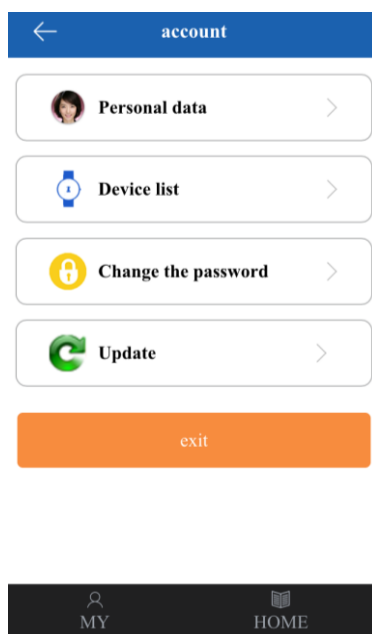 account
Personal data
Device list
Change the password
Update
exit
MY
HOME